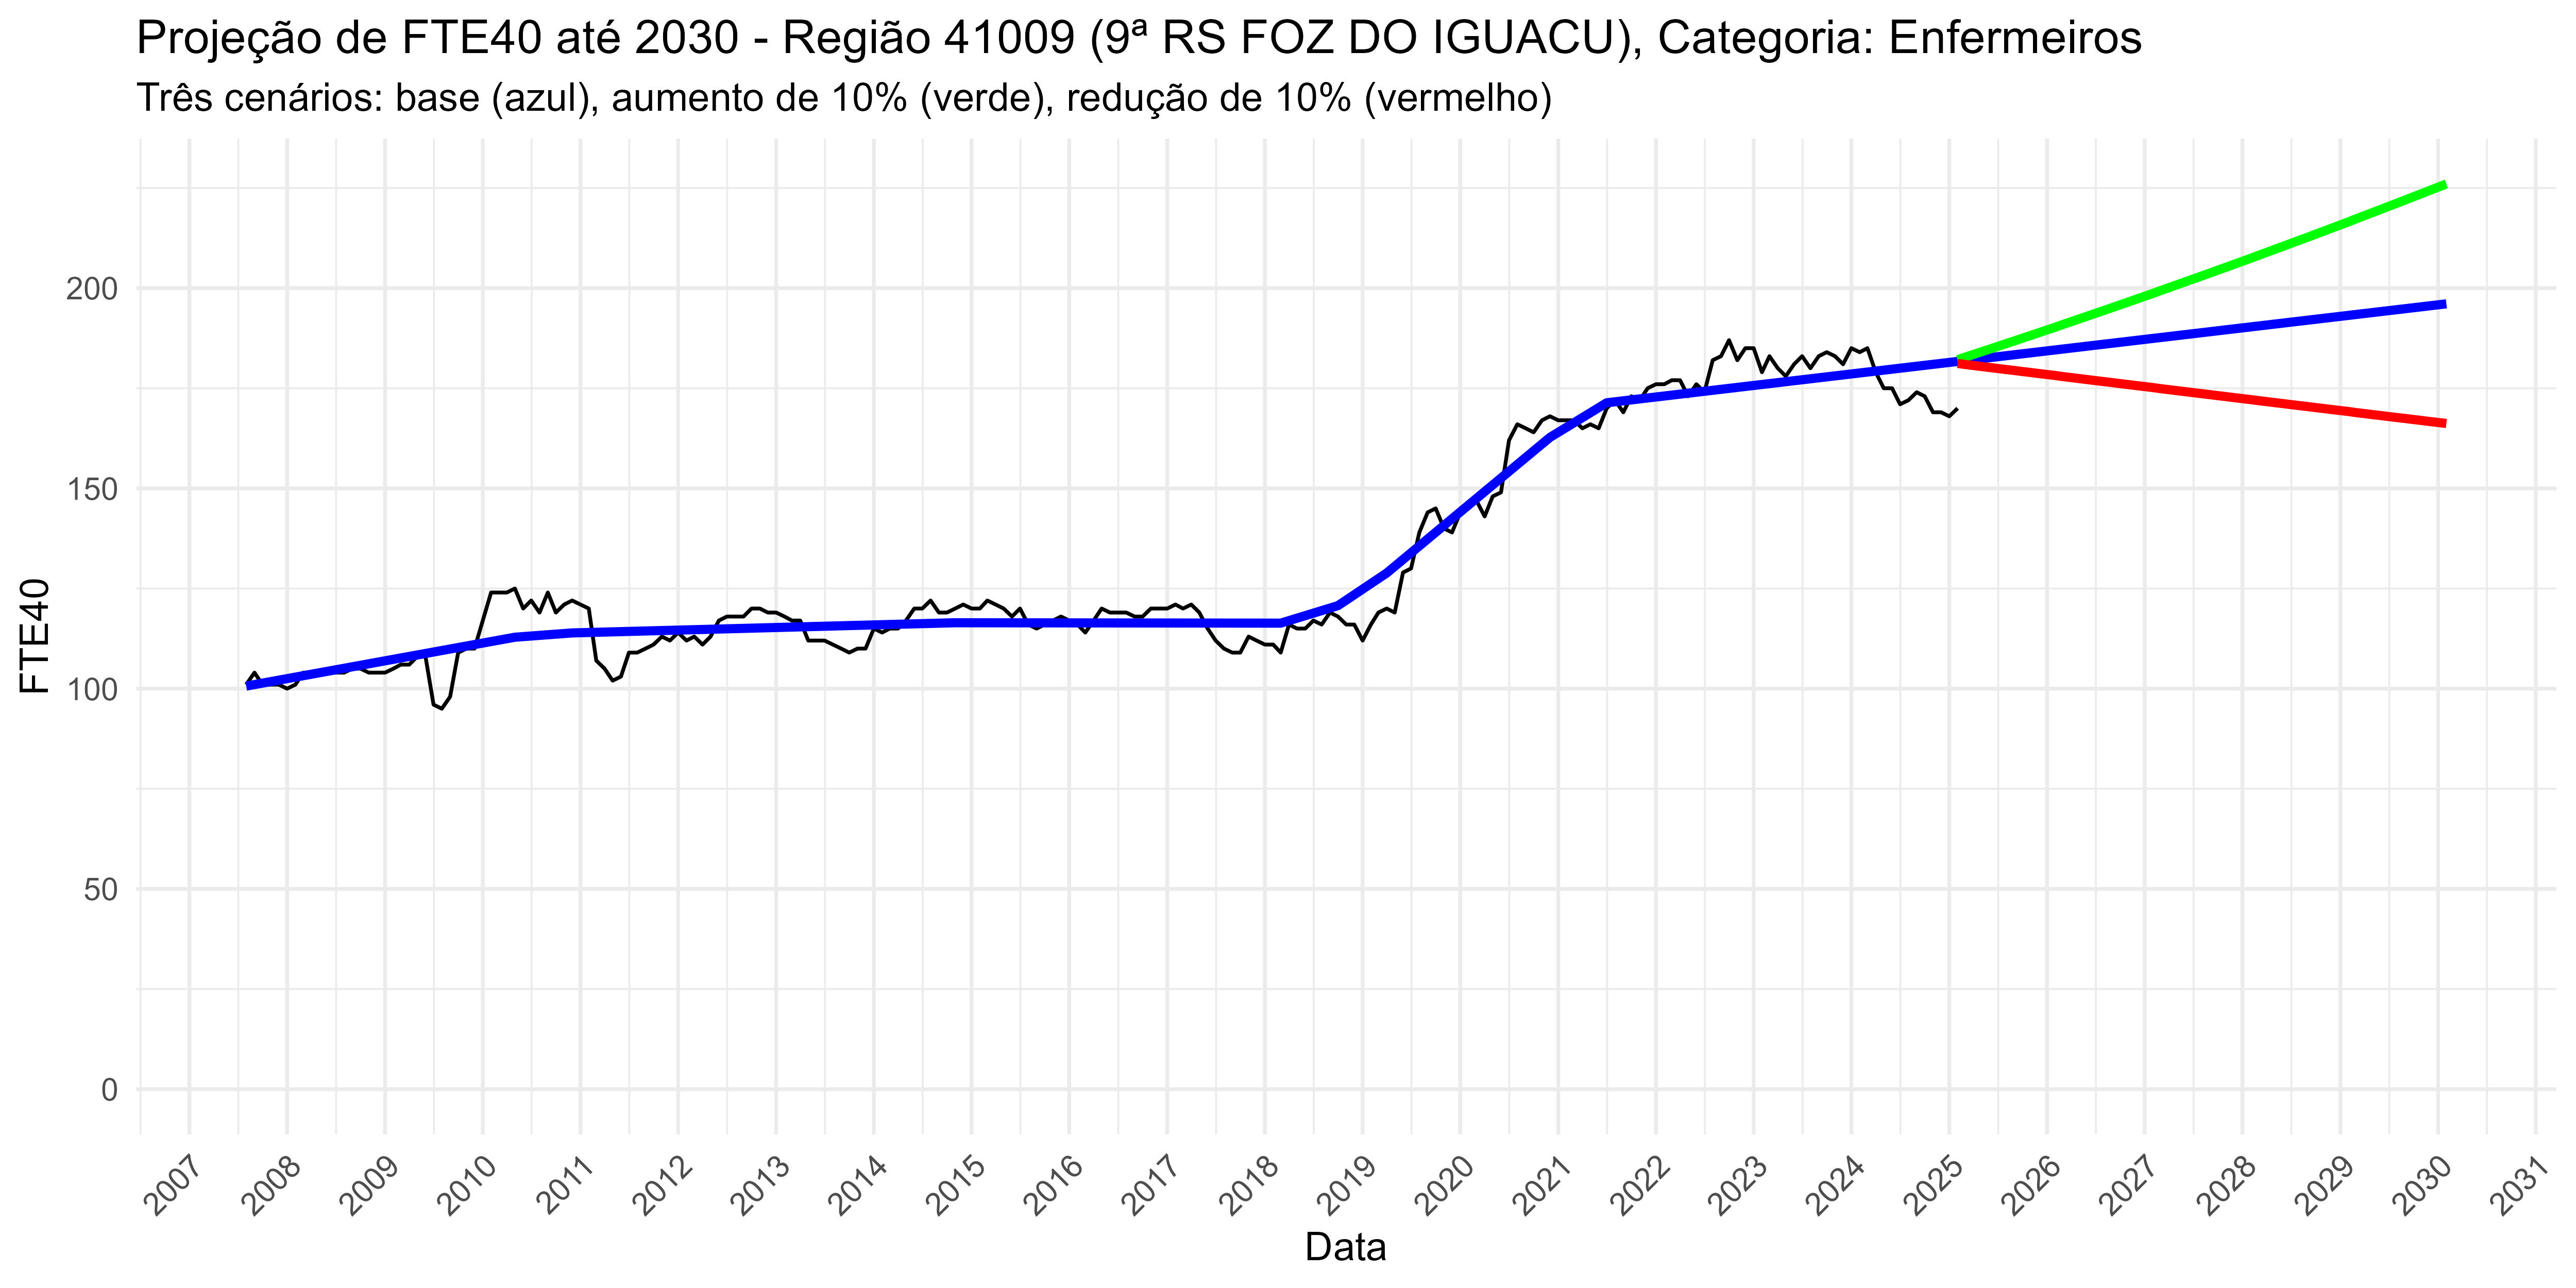 Projeção de FTE40 até 2030 - Região 41009 (9ª RS FOZ DO IGUACU), Categoria: Enfermeiros
Três cenários: base (azul), aumento de 10% (verde), redução de 10% (vermelho)
FTE40
200
150
100
50
0
2007 2008 2009 2010 2011 2012 2013 2014 2015 2016 2017 2018 2019 2020 2021 2022 2023 2024 2025 2026 2027 2028 2029 2030 2031
Data